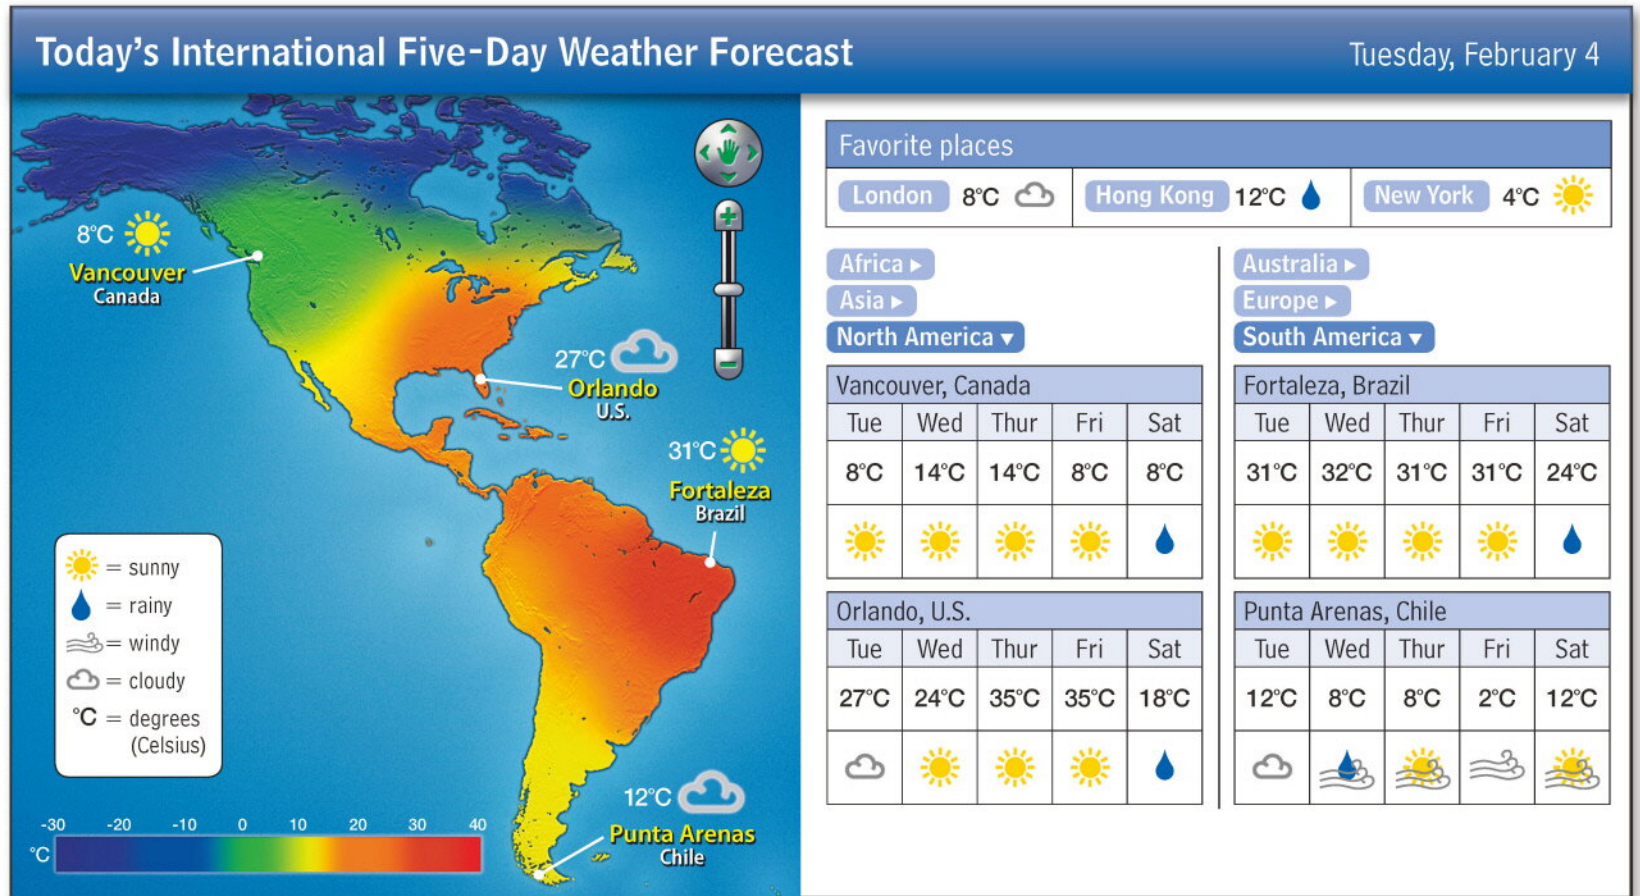 Today's International Five-Day Weather Forecast
Tuesday, February 4
8°C
Vancouver
Canada
27°C
Orlando
U.S.
31°C
Fortaleza
Brazil
12°C
Punta Arenas
Chile
= sunny
= rainy
= windy
= cloudy
°C = degrees
(Celsius)
-30 -20 -10 0 10 20 30 40
°C
Favorite places
London 8°C Hong Kong 12°C New York 4°C
Africa
Asia
North America
Vancouver, Canada
Tue Wed Thur Fri Sat
8°C 14°C 14°C 8°C 8°C
Orlando, U.S.
Tue Wed Thur Fri Sat
27°C 24°C 35°C 35°C 18°C
Australia
Europe
South America
Fortaleza, Brazil
Tue Wed Thur Fri Sat
31°C 32°C 31°C 31°C 24°C
Punta Arenas, Chile
Tue Wed Thur Fri Sat
12°C 8°C 8°C 2°C 12°C